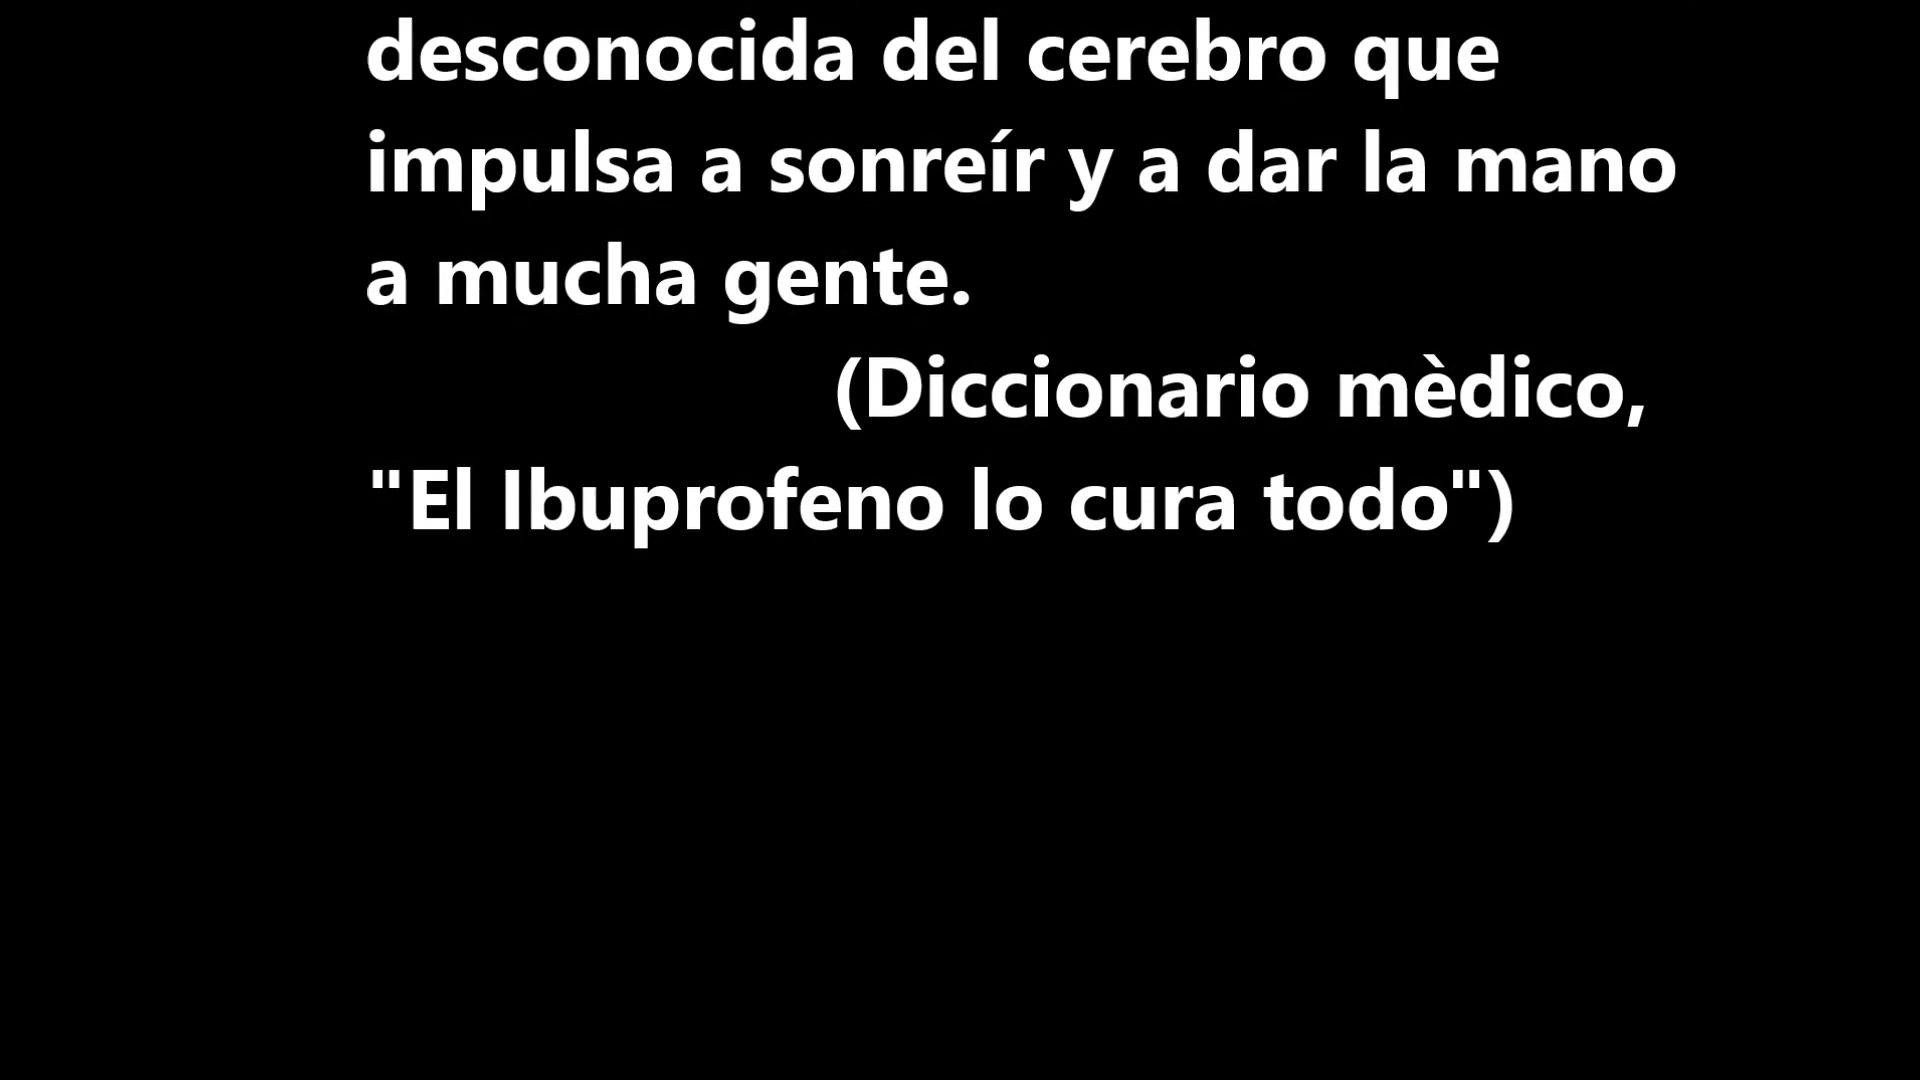 desconocida del cerebro que
impulsa a sonreír y a dar la mano
a mucha gente.
(Diccionario mèdico,
"El Ibuprofeno lo cura todo")